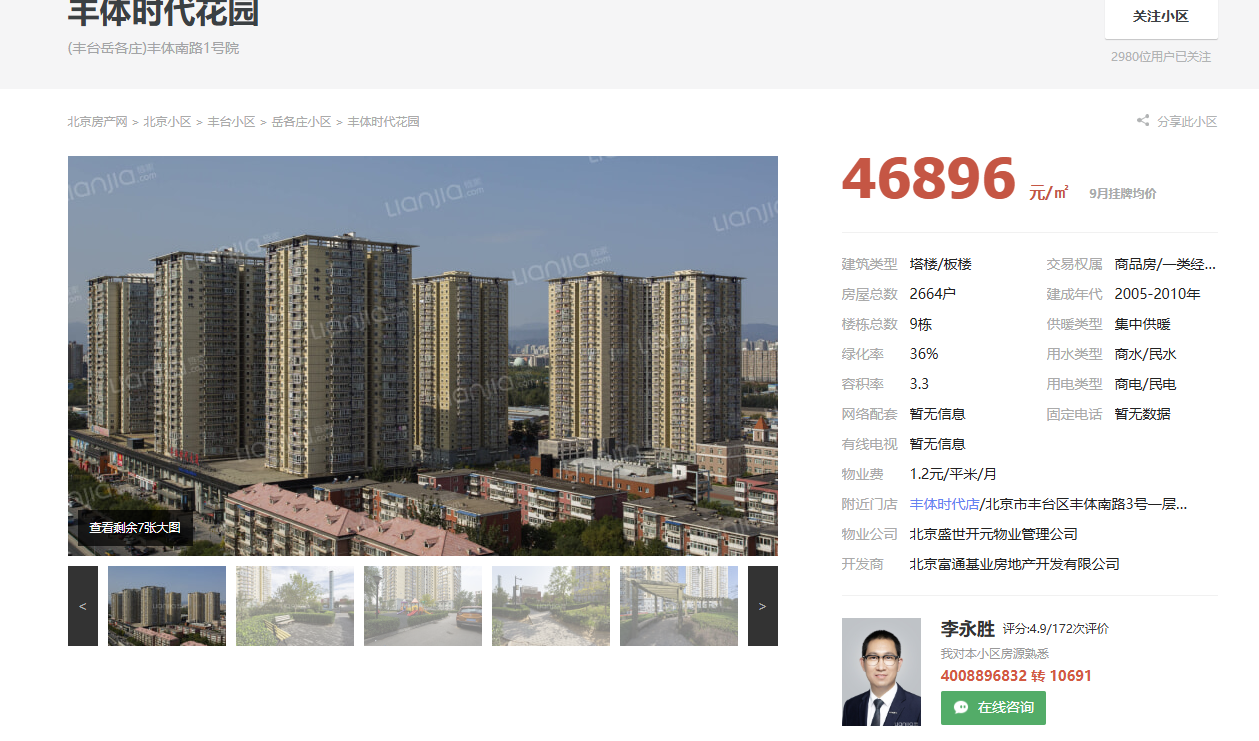 丰体时代花园
(丰台岳各庄)丰体南路1号院
关注小区
2980位用户已关注
北京房产网 > 北京小区 > 丰台小区 > 岳各庄小区 > 丰体时代花园
分享此小区
46896 元/㎡ 9月挂牌均价
Lianjia.com
查看剩余7张大图
<
>
建筑类型 塔楼/板楼
交易权属 商品房/一类经...
房屋总数 2664户
建成年代 2005-2010年
楼栋总数 9栋
供暖类型 集中供暖
绿化率 36%
用水类型 商水/民水
容积率 3.3
用电类型 商电/民电
网络配套 暂无信息
固定电话 暂无数据
有线电视 暂无信息
物业费 1.2元/平米/月
附近门店 丰体时代店/北京市丰台区丰体南路3号一层...
物业公司 北京盛世开元物业管理公司
开发商 北京富通基业房地产开发有限公司
李永胜 评分:4.9/172次评价
我对本小区房源熟悉
4008896832 转 10691
在线咨询